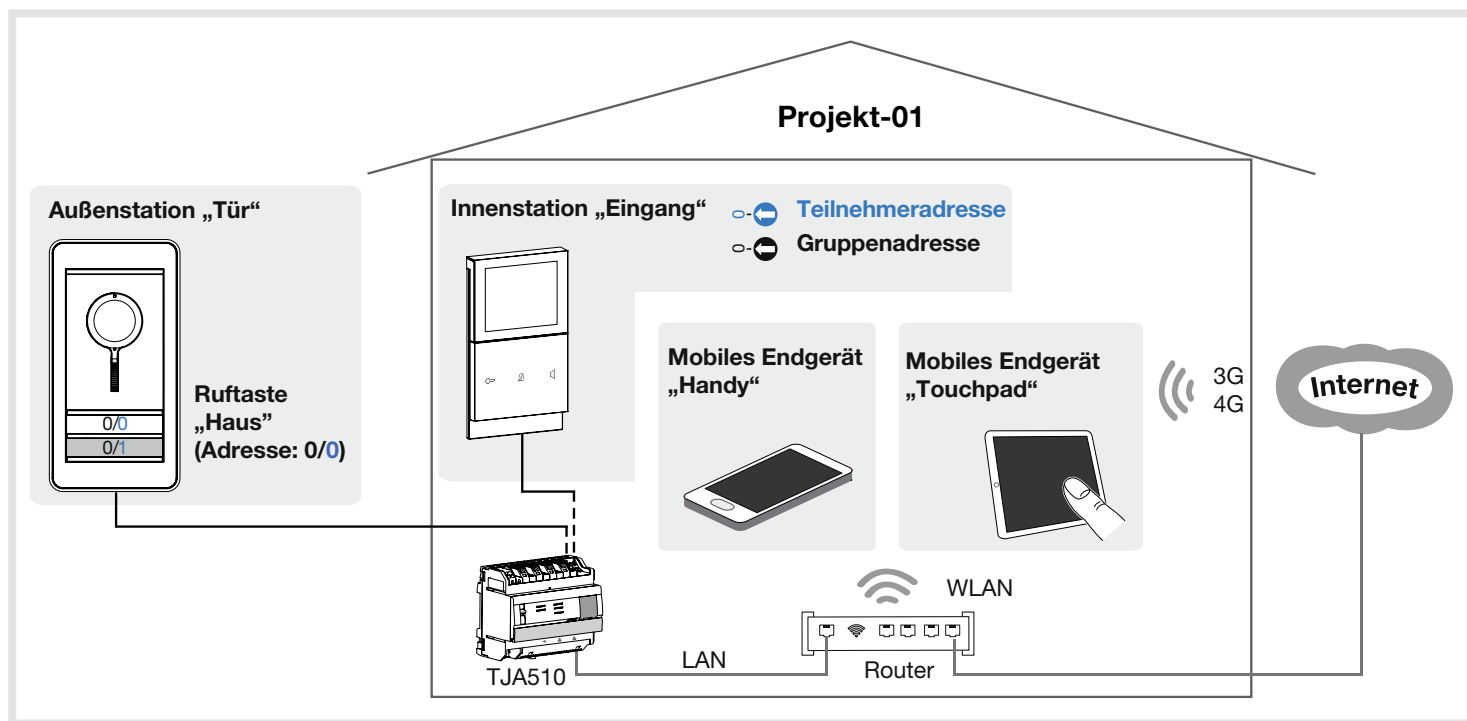 Projekt-01
Außenstation „Tür“
Ruftaste
„Haus”
(Adresse: 0/0)
0/0
0/1
Innenstation „Eingang“
Teilnehmeradresse
Gruppenadresse
Mobiles Endgerät
„Handy“
Mobiles Endgerät
„Touchpad“
3G
4G
Internet
WLAN
LAN
Router
TJA510